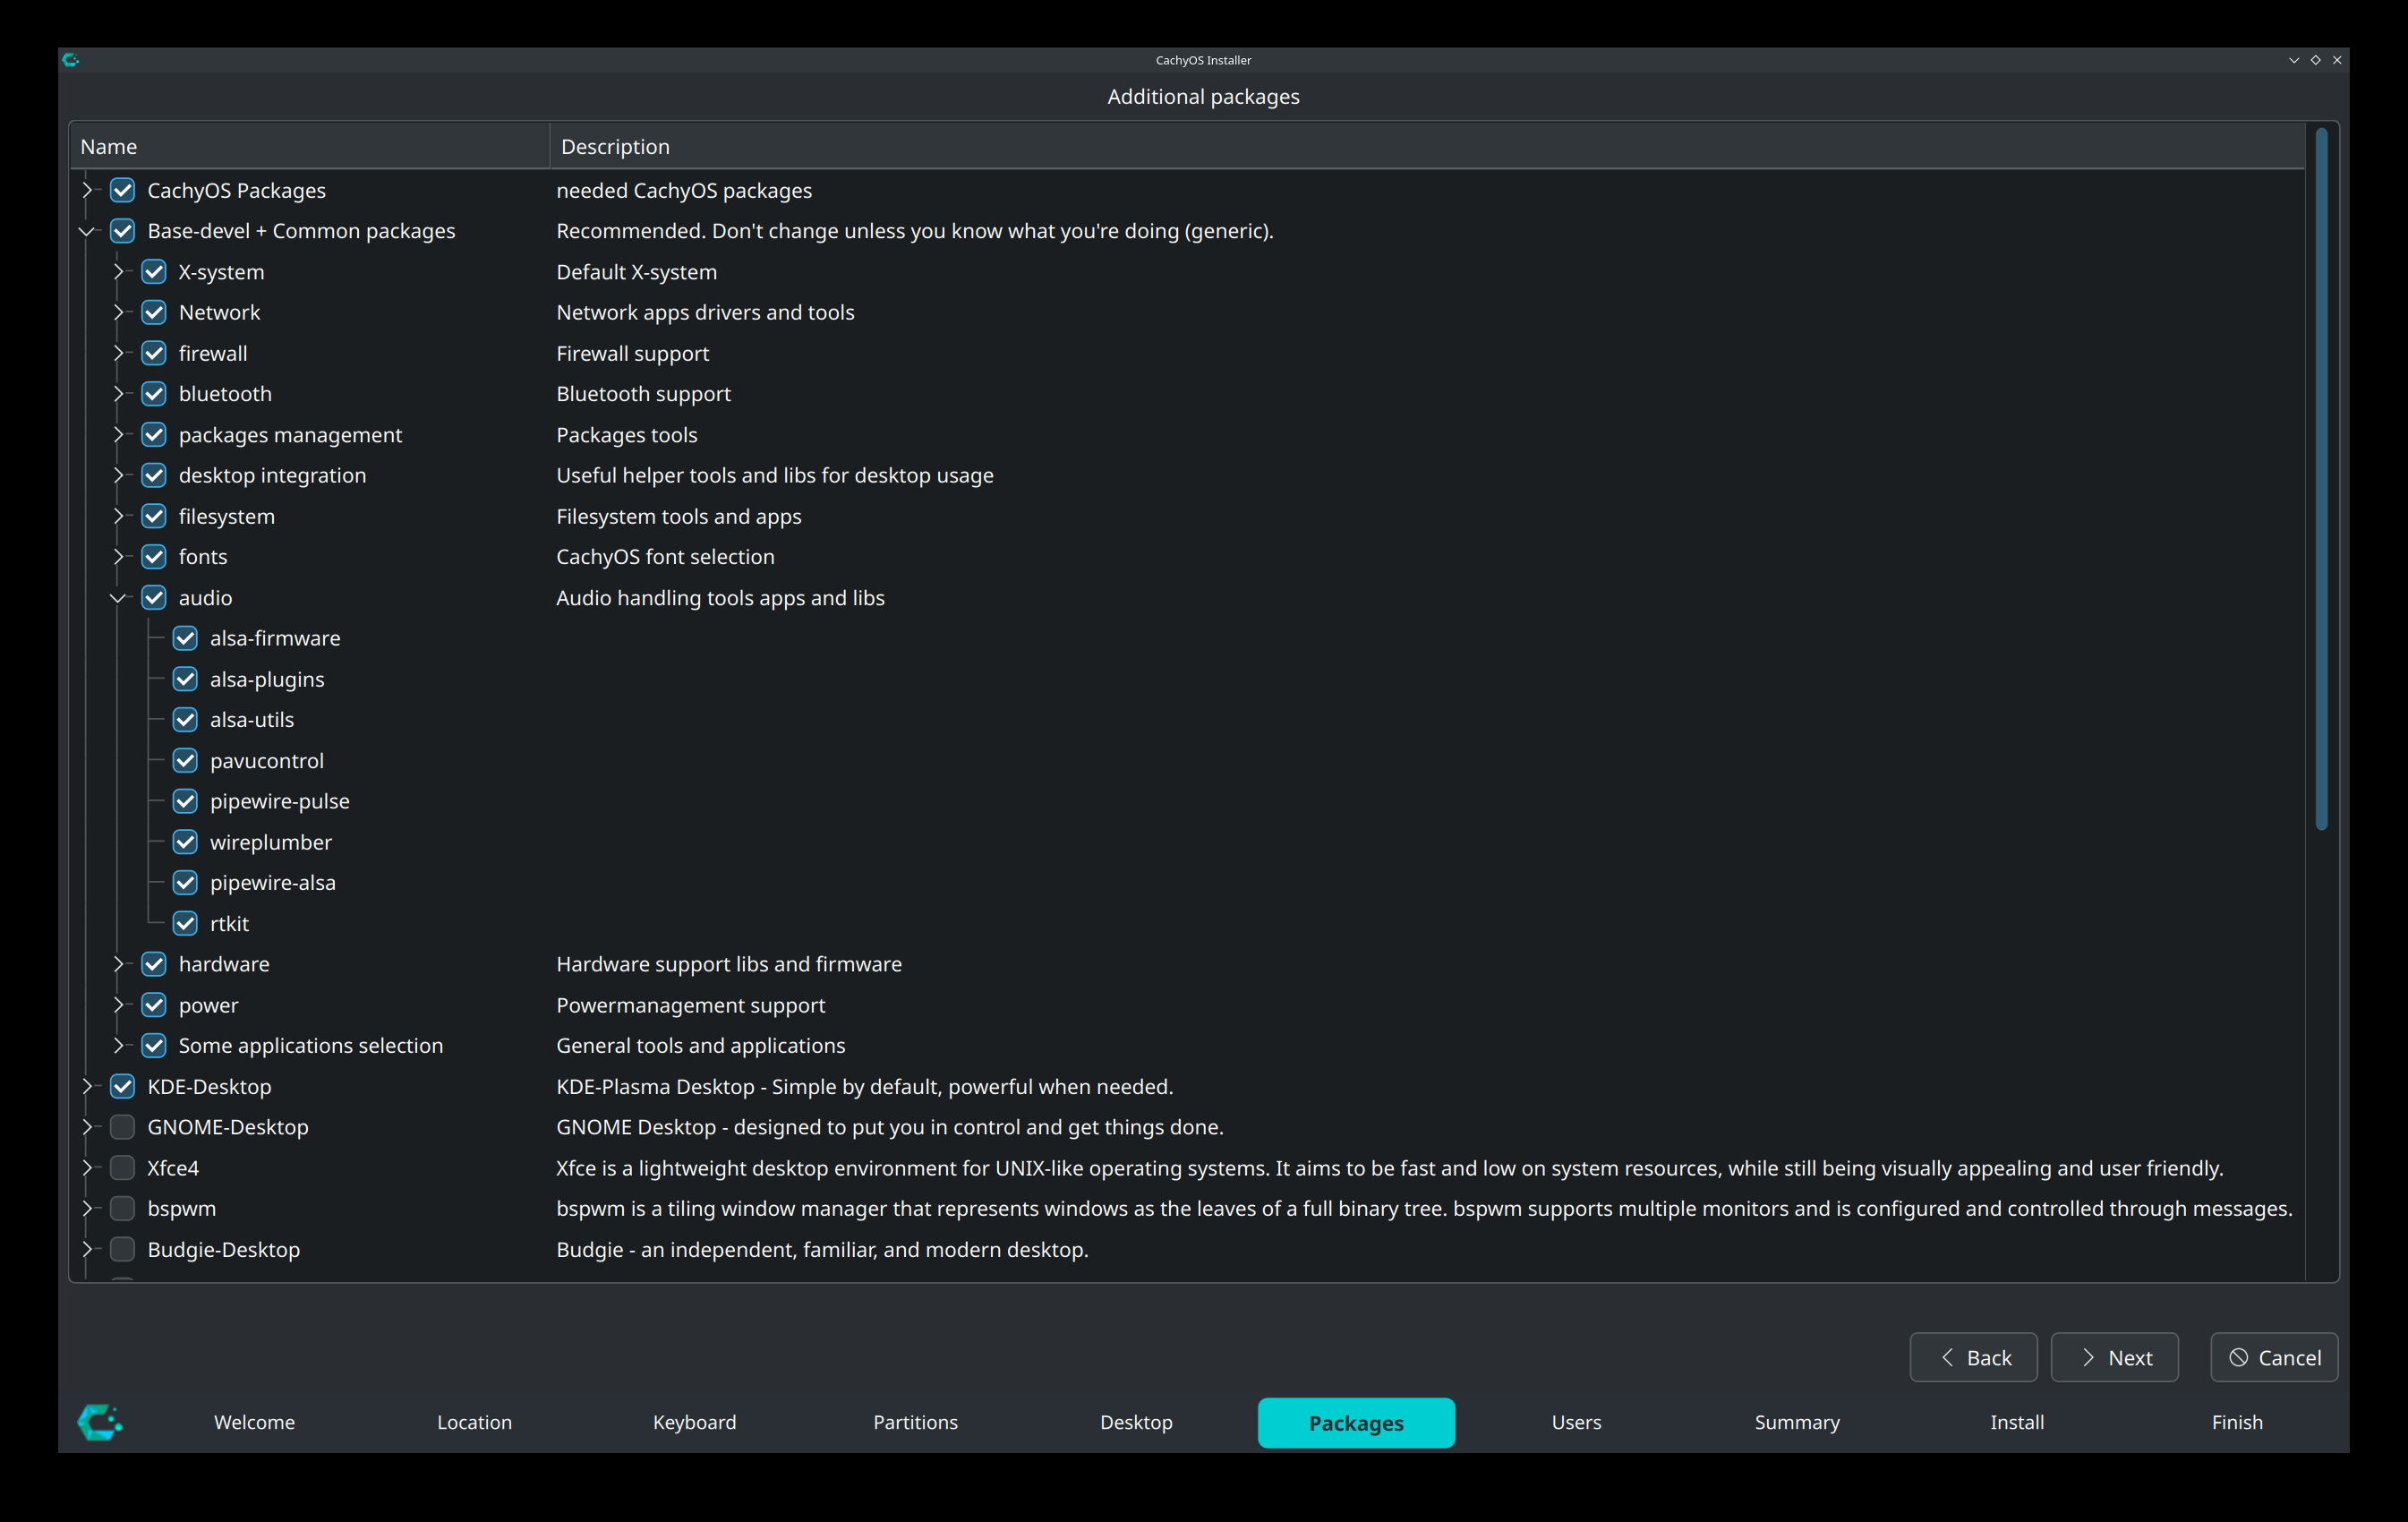 CachyOS Installer
Additional packages
Name Description
CachyOS Packages needed CachyOS packages
Base-devel + Common packages Recommended. Don't change unless you know what you're doing (generic).
X-system Default X-system
Network Network apps drivers and tools
firewall Firewall support
bluetooth Bluetooth support
packages management Packages tools
desktop integration Useful helper tools and libs for desktop usage
filesystem Filesystem tools and apps
fonts CachyOS font selection
audio Audio handling tools apps and libs
alsa-firmware
alsa-plugins
alsa-utils
pavucontrol
pipewire-pulse
wireplumber
pipewire-alsa
rtkit
hardware Hardware support libs and firmware
power Powermanagement support
Some applications selection General tools and applications
KDE-Desktop KDE-Plasma Desktop - Simple by default, powerful when needed.
GNOME-Desktop GNOME Desktop - designed to put you in control and get things done.
Xfce4 Xfce is a lightweight desktop environment for UNIX-like operating systems. It aims to be fast and low on system resources, while still being visually appealing and user friendly.
bspwm bspwm is a tiling window manager that represents windows as the leaves of a full binary tree. bspwm supports multiple monitors and is configured and controlled through messages.
Budgie-Desktop Budgie - an independent, familiar, and modern desktop.
Back Next Cancel
Welcome Location Keyboard Partitions Desktop Packages Users Summary Install Finish